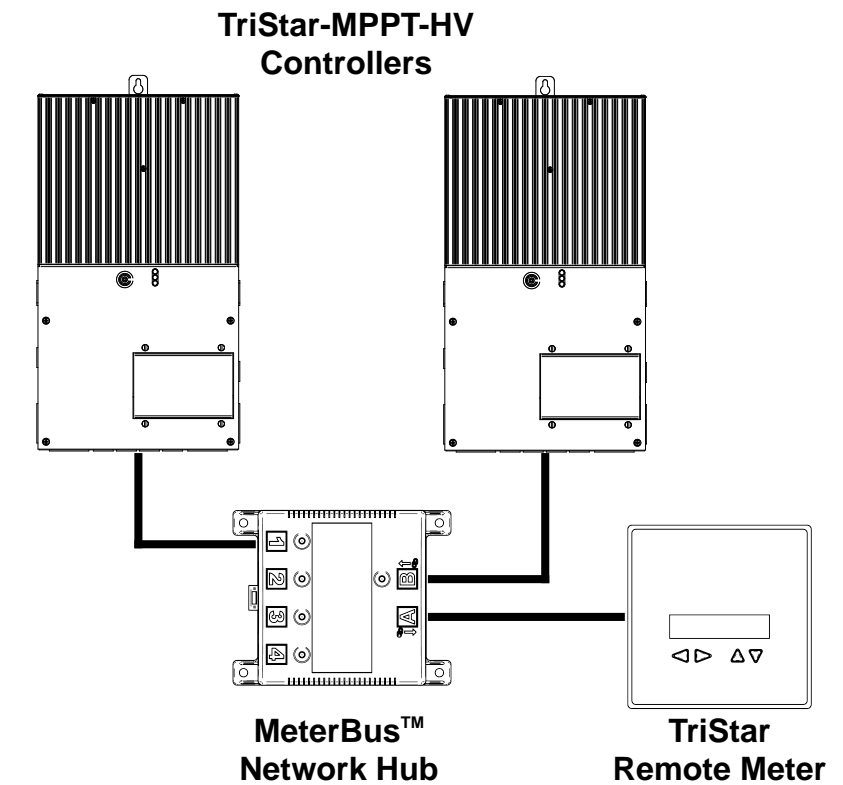 TriStar-MPPT-HV
Controllers
1
2
3
4
B
A
MeterBus™
Network Hub
TriStar
Remote Meter